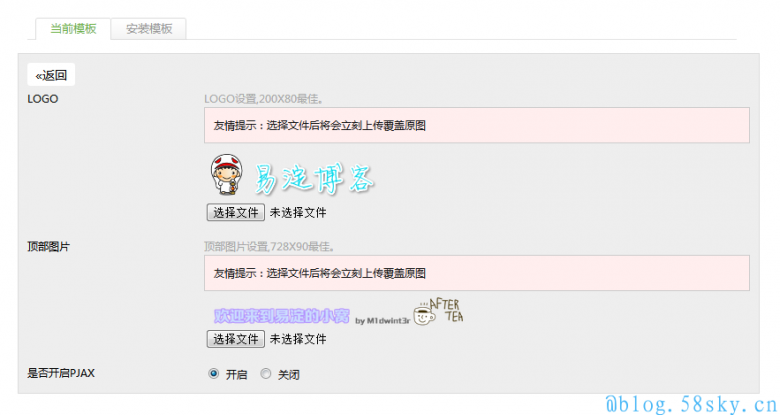 当前模板 安装模板
«返回
LOGO LOGO设置,200X80最佳。
友情提示：选择文件后将会立刻上传覆盖原图
易淀博客
选择文件 未选择文件
顶部图片 顶部图片设置,728X90最佳。
友情提示：选择文件后将会立刻上传覆盖原图
欢迎来到易淀的小窝 by M1dwint3r AFTER TEA
选择文件 未选择文件
是否开启PJAX 开启 关闭
@blog.58sky.cn